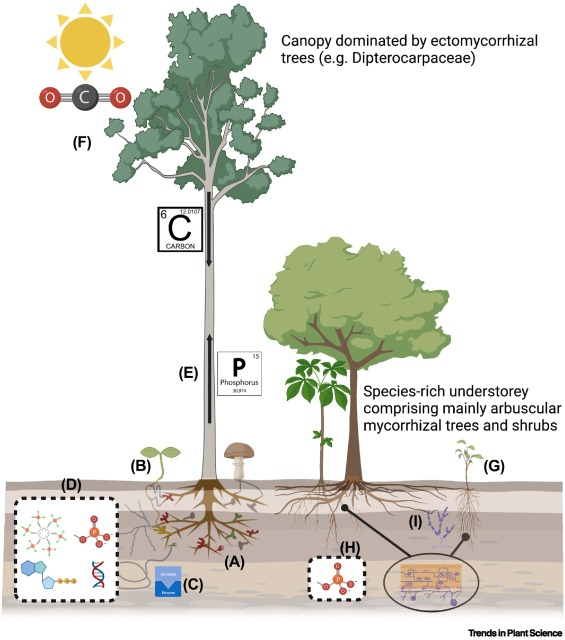 Canopy dominated by ectomycorrhizal
trees (e.g. Dipterocarpaceae)
O C O
(F)
6 12.0107
C
CARBON
15
P
Phosphorus
30.974
(E)
Species-rich understorey
comprising mainly arbuscular
mycorrhizal trees and shrubs
(B)
(G)
(D)
(I)
(A)
(H)
(C)
Enzyme
P
O
O
O
O
P
O
O
O
Trends in Plant Science